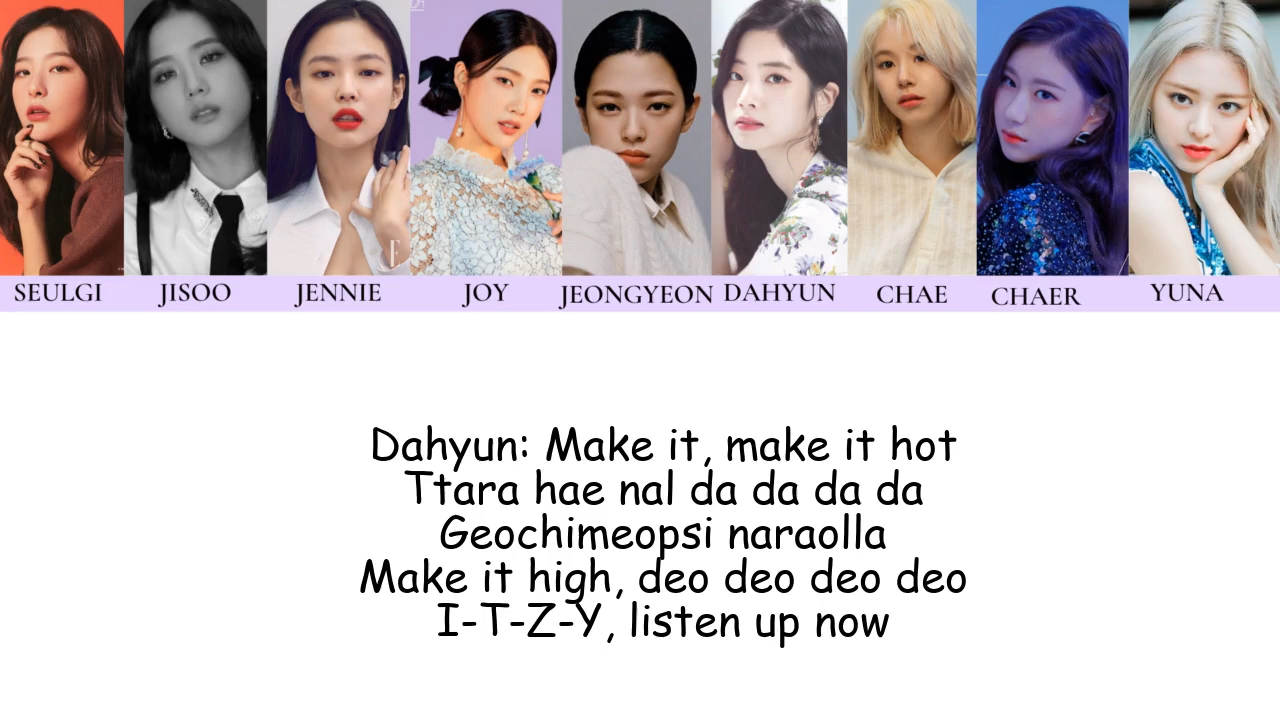 SEULGI JISOO JENNIE JOY JEONGYEON DAHYUN CHAE CHAER YUNA
Dahyun: Make it, make it hot
Ttara hae nal da da da da
Geochimeopsi naraolla
Make it high, deo deo deo deo
I-T-Z-Y, listen up now